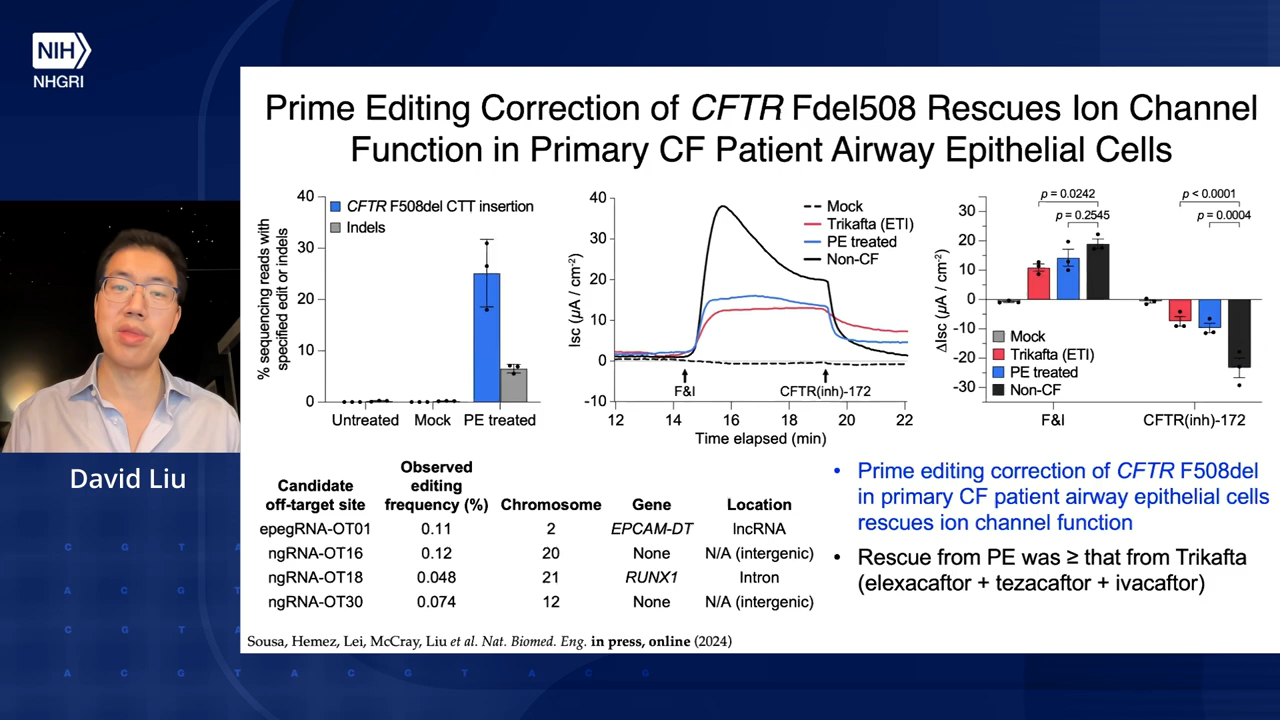 NIH
NHGRI
Prime Editing Correction of CFTR Fdel508 Rescues Ion Channel
Function in Primary CF Patient Airway Epithelial Cells
% sequencing reads with
specified edit or indels
40
30
20
10
0
CFTR F508del CTT insertion
Indels
Untreated Mock PE treated
Isc (μA / cm-2)
40
30
20
10
0
-10
Mock
Trikafta (ETI)
PE treated
Non-CF
F&I
CFTR(inh)-172
12 14 16 18 20 22
Time elapsed (min)
ΔIsc (μA / cm-2)
30
20
10
0
-10
-20
-30
p = 0.0242
p = 0.2545
p < 0.0001
p = 0.0004
Mock
Trikafta (ETI)
PE treated
Non-CF
F&I CFTR(inh)-172
David Liu
Candidate off-target site Observed editing frequency (%) Chromosome Gene Location
epegRNA-OT01 0.11 2 EPCAM-DT lncRNA
ngRNA-OT16 0.12 20 None N/A (intergenic)
ngRNA-OT18 0.048 21 RUNX1 Intron
ngRNA-OT30 0.074 12 None N/A (intergenic)
• Prime editing correction of CFTR F508del
in primary CF patient airway epithelial cells
rescues ion channel function
• Rescue from PE was ≥ that from Trikafta
(elexacaftor + tezacaftor + ivacaftor)
Sousa, Hemez, Lei, McCray, Liu et al. Nat. Biomed. Eng. in press, online (2024)
C G T A
A C G T
C G T A
A C G T A C G T A C G